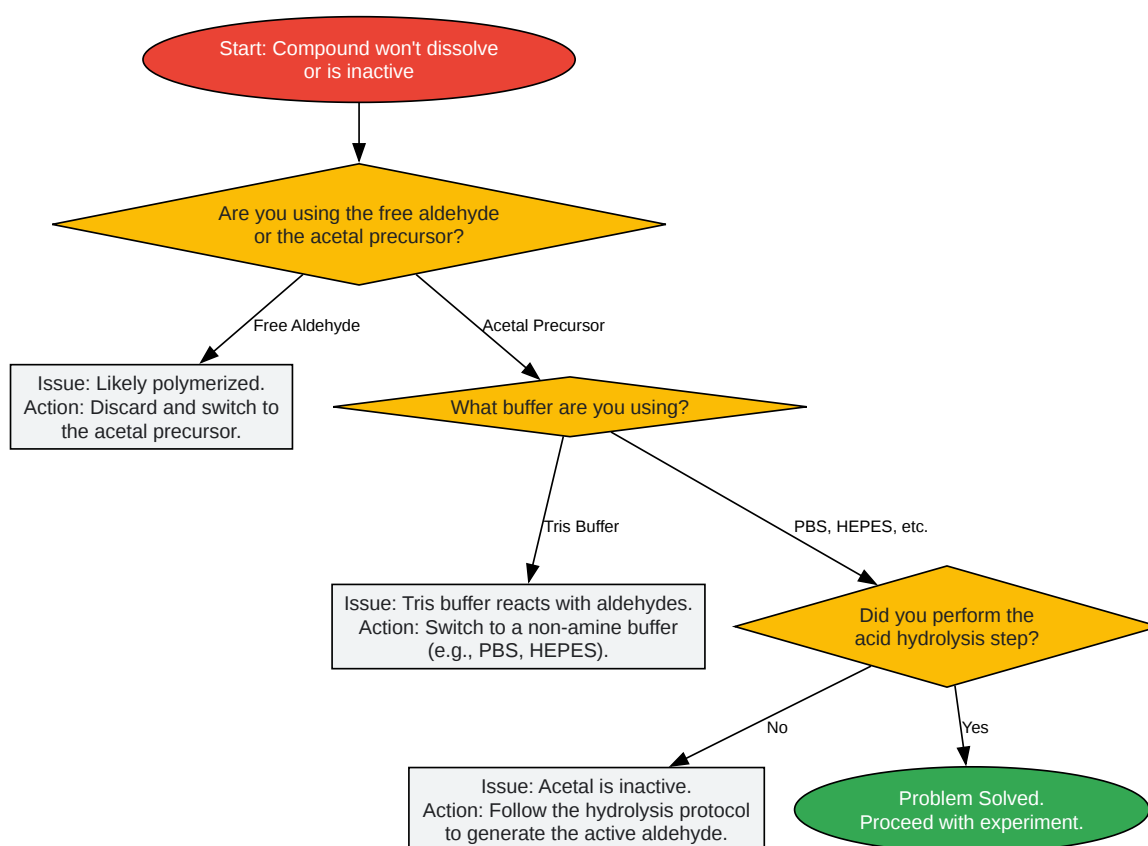 Start: Compound won't dissolve
or is inactive
Are you using the free aldehyde
or the acetal precursor?
Free Aldehyde
Acetal Precursor
Issue: Likely polymerized.
Action: Discard and switch to
the acetal precursor.
What buffer are you using?
Tris Buffer
PBS, HEPES, etc.
Issue: Tris buffer reacts with aldehydes.
Action: Switch to a non-amine buffer
(e.g., PBS, HEPES).
Did you perform the
acid hydrolysis step?
No
Yes
Issue: Acetal is inactive.
Action: Follow the hydrolysis protocol
to generate the active aldehyde.
Problem Solved.
Proceed with experiment.